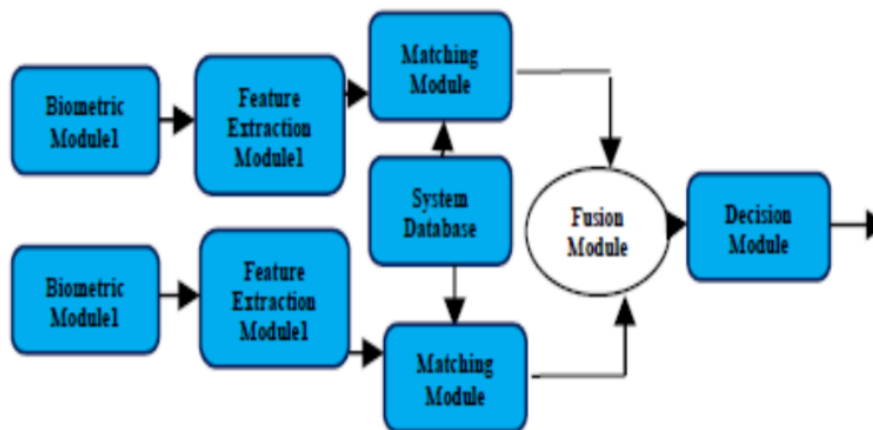 Biometric
Module1
Feature
Extraction
Module1
Matching
Module
System
Database
Fusion
Module
Decision
Module
Biometric
Module1
Feature
Extraction
Module1
Matching
Module